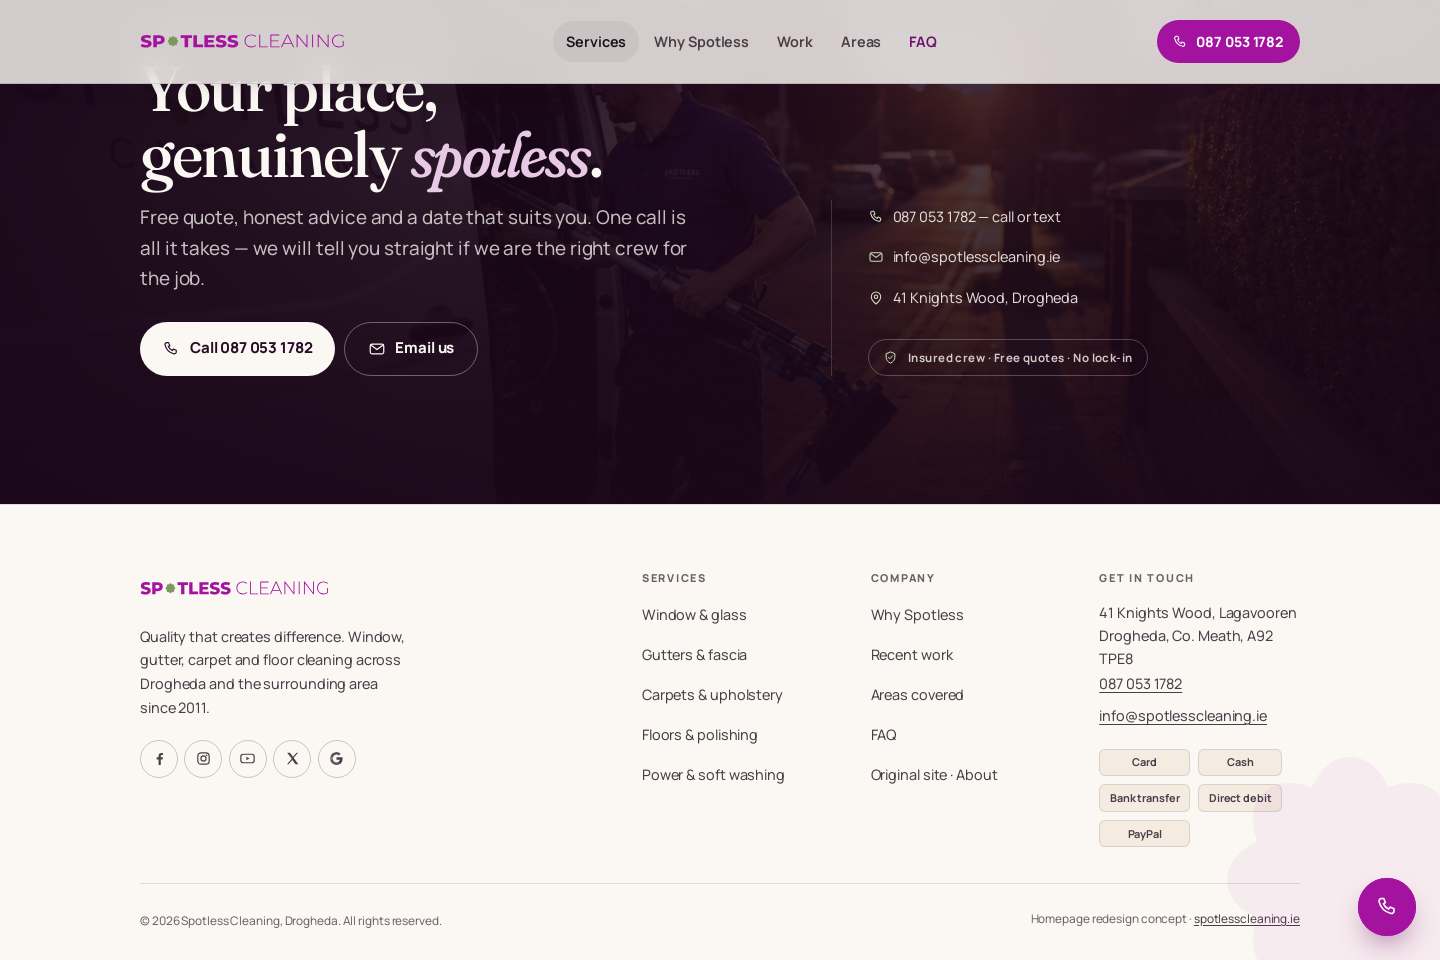 SPOTLESS CLEANING
Services
Why Spotless
Work
Areas
FAQ
087 053 1782
Your place,
genuinely spotless.
Free quote, honest advice and a date that suits you. One call is
all it takes — we will tell you straight if we are the right crew for
the job.
Call 087 053 1782
Email us
087 053 1782 — call or text
info@spotlesscleaning.ie
41 Knights Wood, Drogheda
Insured crew · Free quotes · No lock-in
SPOTLESS CLEANING
Quality that creates difference. Window,
gutter, carpet and floor cleaning across
Drogheda and the surrounding area
since 2011.
SERVICES
Window & glass
Gutters & fascia
Carpets & upholstery
Floors & polishing
Power & soft washing
COMPANY
Why Spotless
Recent work
Areas covered
FAQ
Original site · About
GET IN TOUCH
41 Knights Wood, Lagavooren
Drogheda, Co. Meath, A92
TPE8
087 053 1782
info@spotlesscleaning.ie
Card
Cash
Bank transfer
Direct debit
PayPal
© 2026 Spotless Cleaning, Drogheda. All rights reserved.
Homepage redesign concept · spotlesscleaning.ie